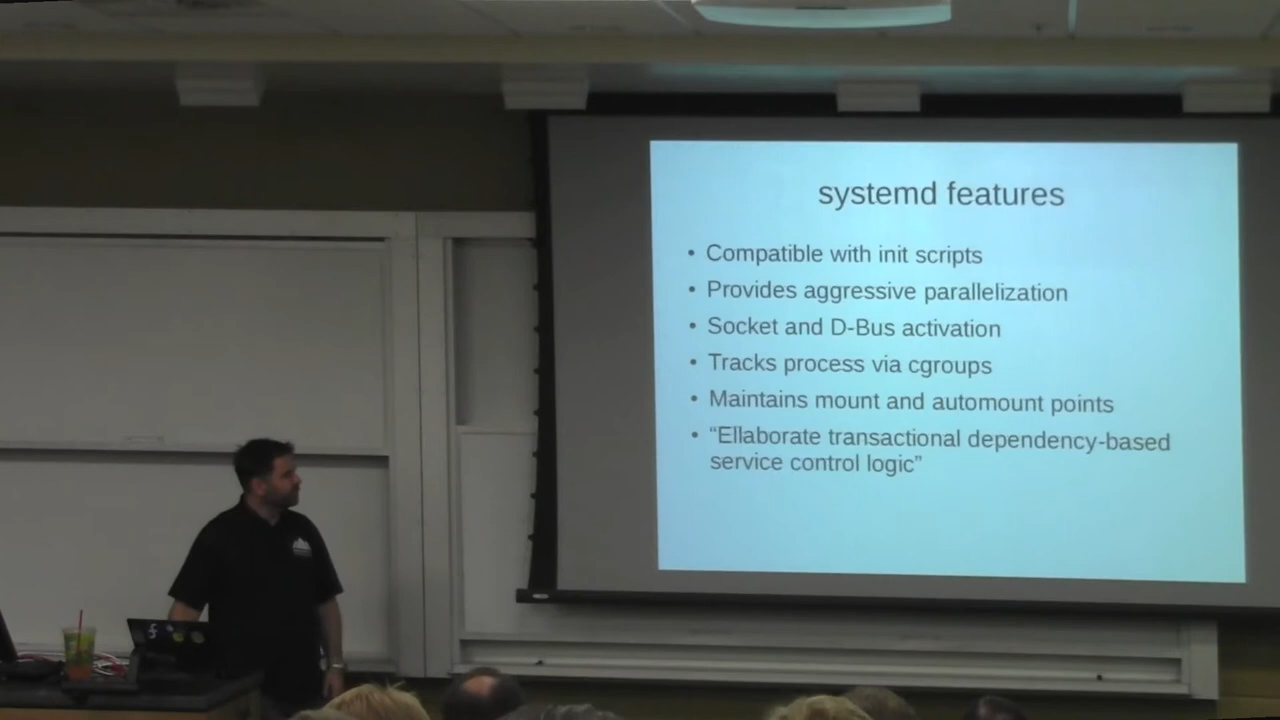 systemd features
• Compatible with init scripts
• Provides aggressive parallelization
• Socket and D-Bus activation
• Tracks process via cgroups
• Maintains mount and automount points
• “Ellaborate transactional dependency-based
service control logic”